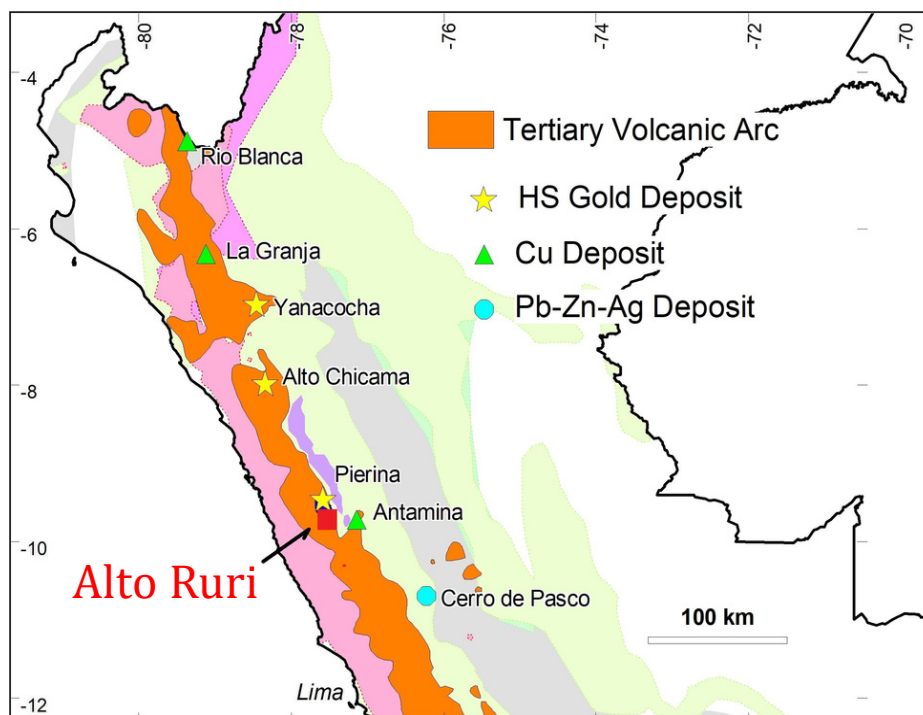 -80
-78
-76
-74
-72
-70
-4
-6
-8
-10
-12
Tertiary Volcanic Arc
HS Gold Deposit
Cu Deposit
Pb-Zn-Ag Deposit
Rio Blanca
La Granja
Yanacocha
Alto Chicama
Pierina
Antamina
Alto Ruri
Cerro de Pasco
100 km
Lima